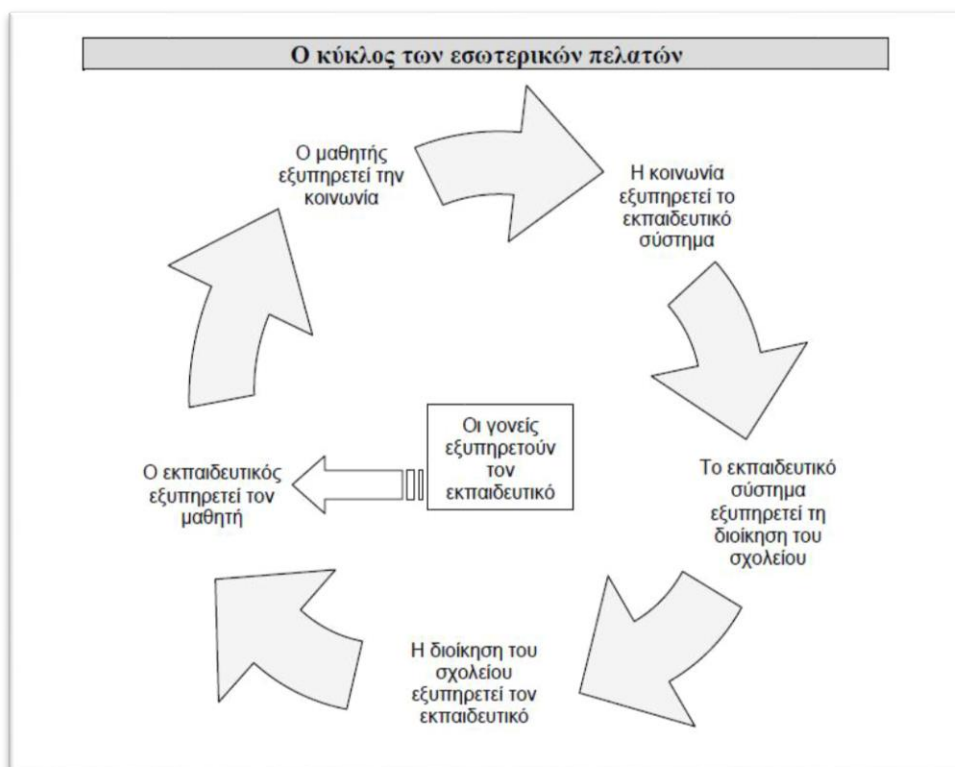 Ο κύκλος των εσωτερικών πελατών
Ο μαθητής
εξυπηρετεί την
κοινωνία
Η κοινωνία
εξυπηρετεί το
εκπαιδευτικό
σύστημα
Το εκπαιδευτικό
σύστημα
εξυπηρετεί τη
διοίκηση του
σχολείου
Η διοίκηση του
σχολείου
εξυπηρετεί τον
εκπαιδευτικό
Ο εκπαιδευτικός
εξυπηρετεί τον
μαθητή
Οι γονείς
εξυπηρετούν
τον
εκπαιδευτικό